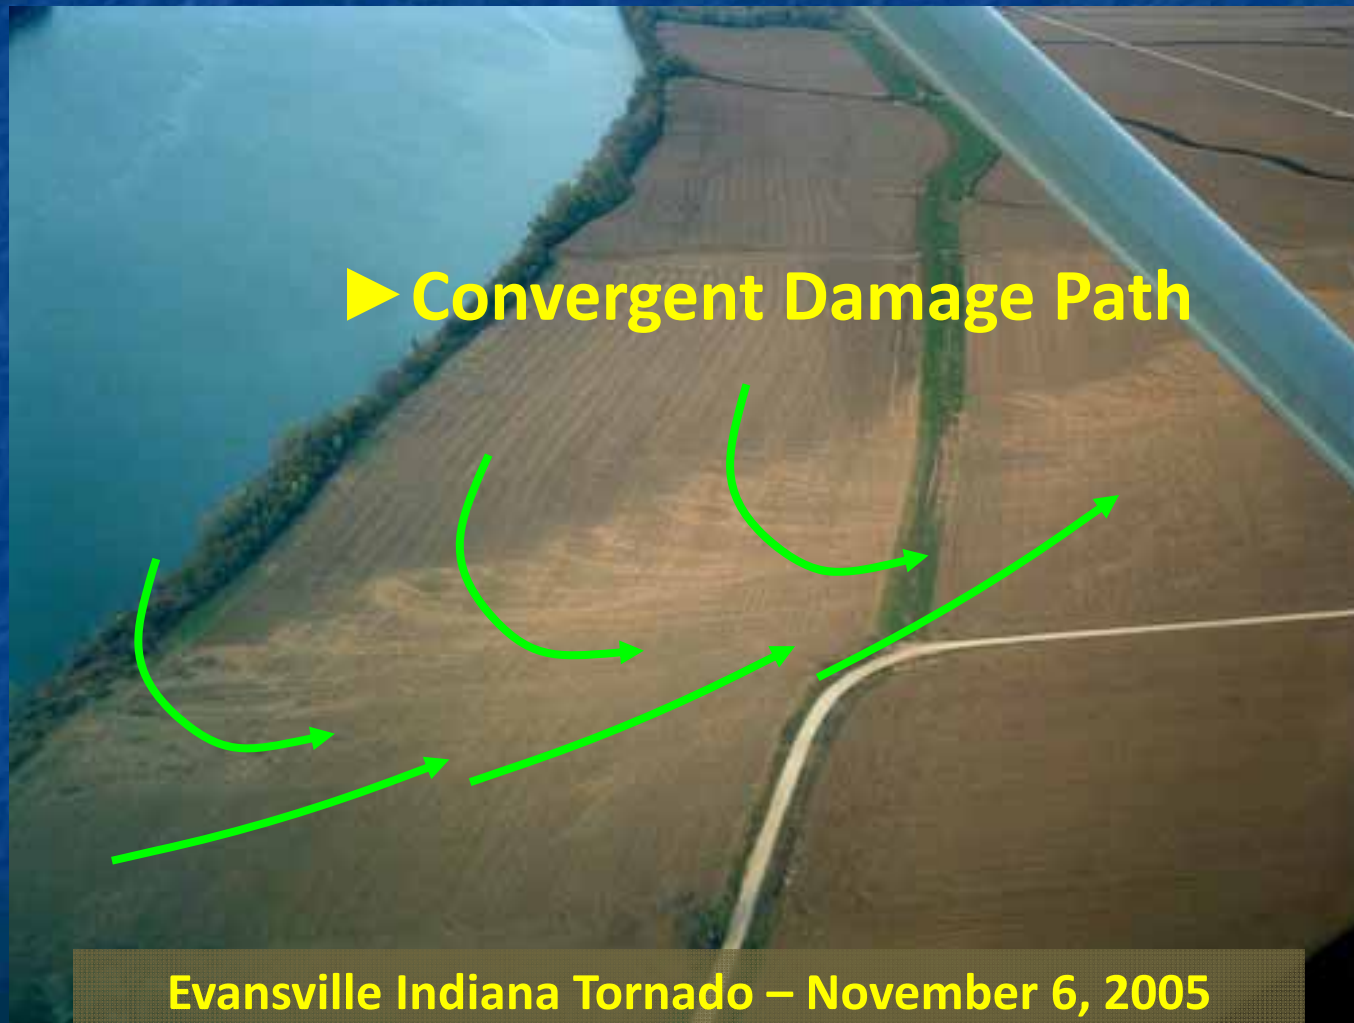 Convergent Damage Path
Evansville Indiana Tornado – November 6, 2005